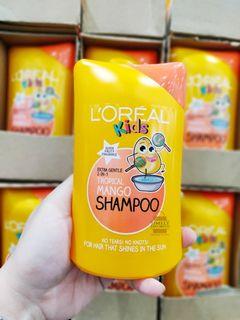 L'ORÉAL
Kids
EXTRA GENTLE
2-IN-1
TROPICAL
MANGO
SHAMPOO
NO TEARS! NO KNOTS!
FOR HAIR THAT SHINES IN THE SUN